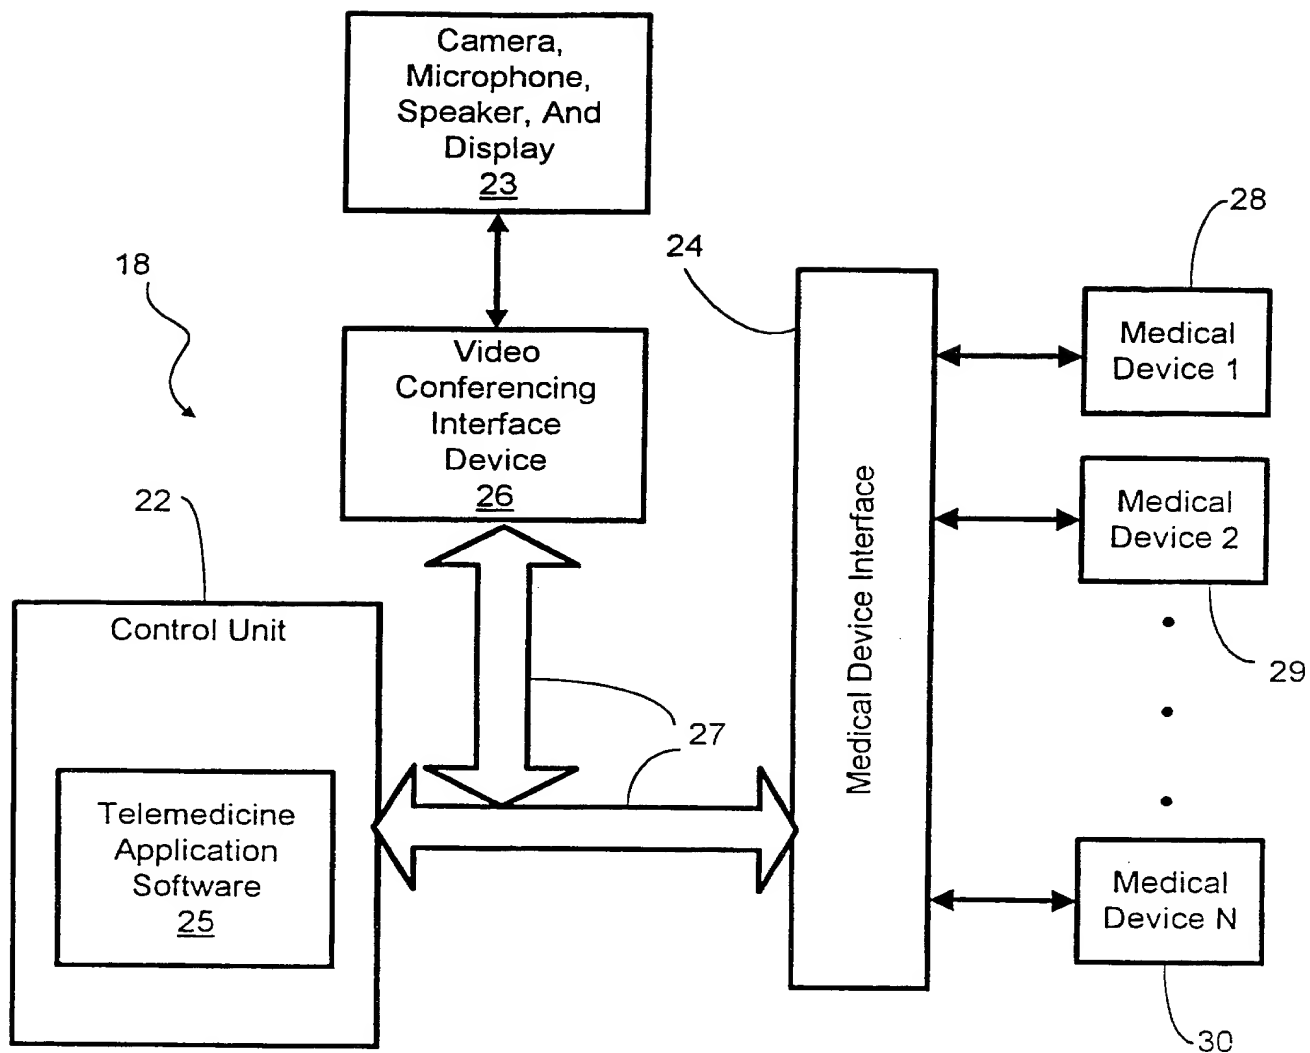 Camera,
Microphone,
Speaker, And
Display
23
18
Video
Conferencing
Interface
Device
26
22
Control Unit
Telemedicine
Application
Software
25
27
24
Medical Device Interface
28
Medical
Device 1
Medical
Device 2
29
Medical
Device N
30